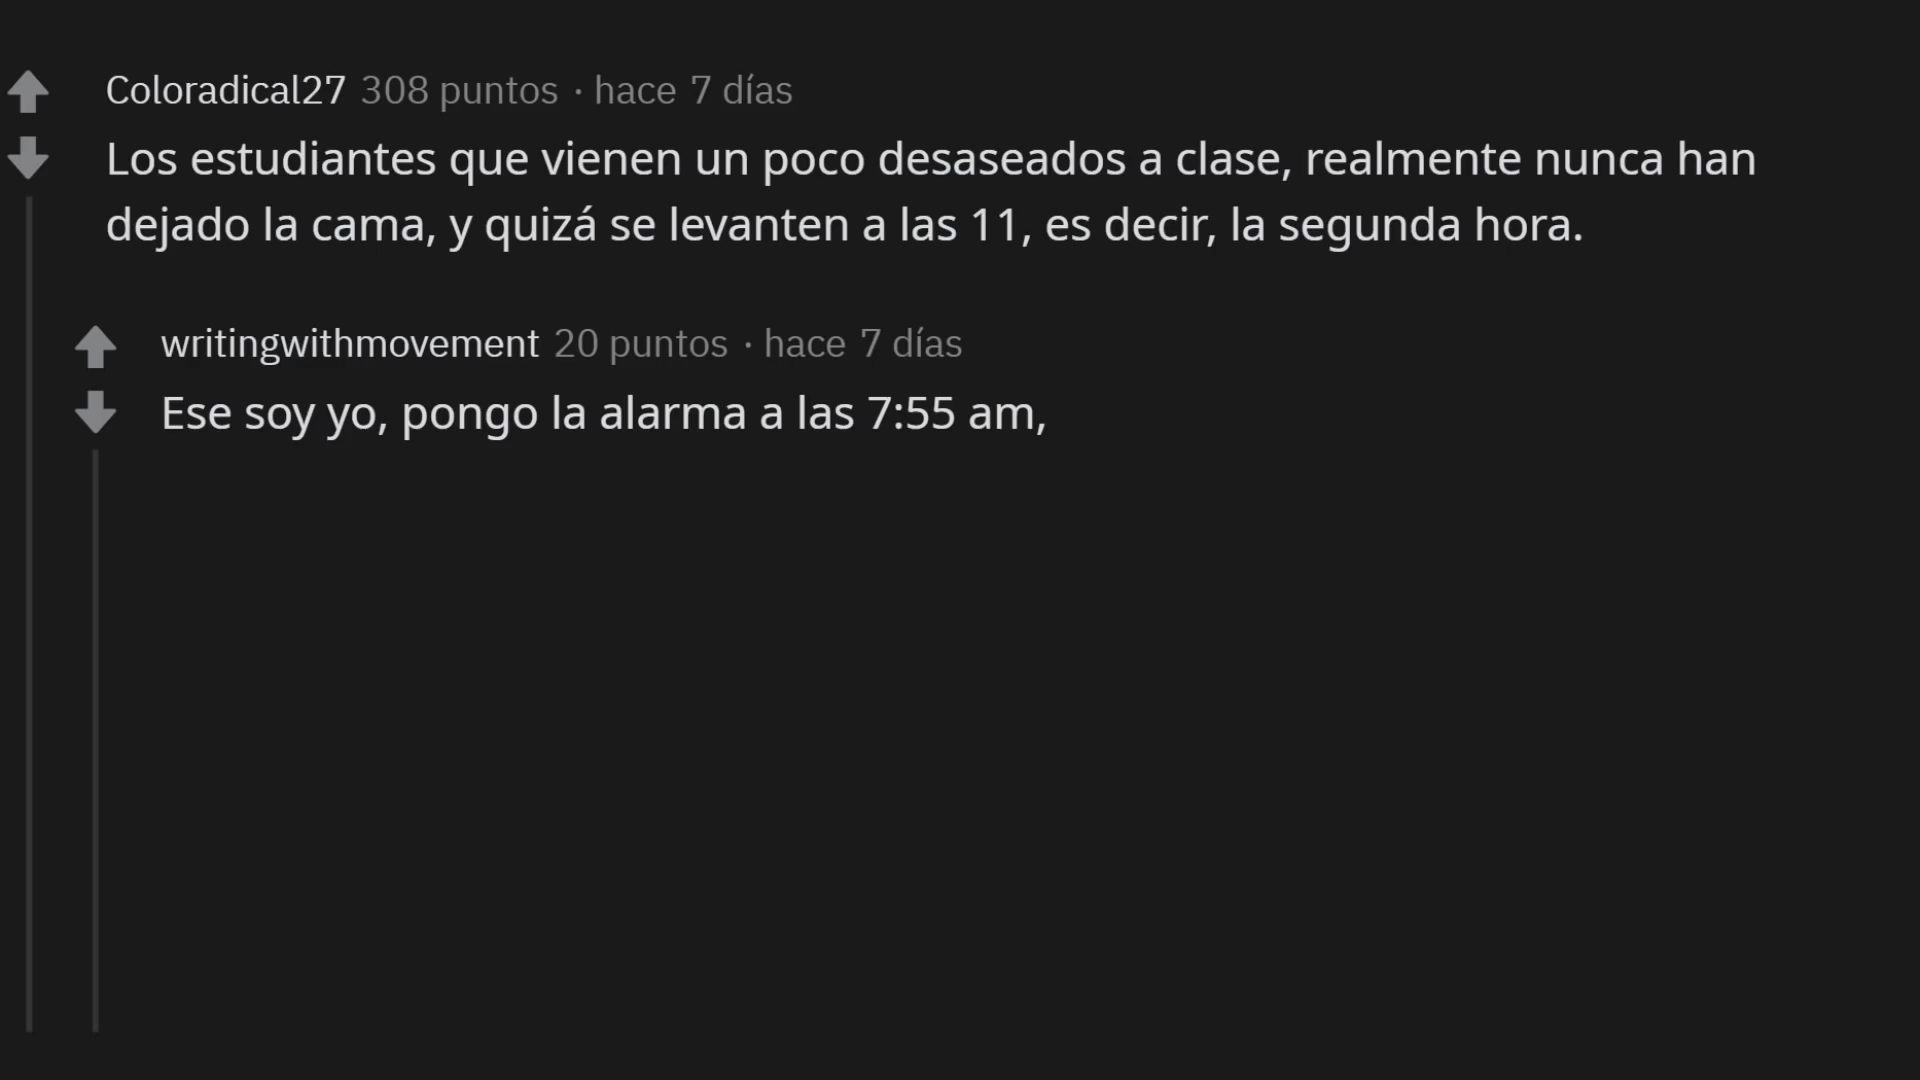 Coloradical27 308 puntos · hace 7 días
Los estudiantes que vienen un poco desaseados a clase, realmente nunca han
dejado la cama, y quizá se levanten a las 11, es decir, la segunda hora.
writingwithmovement 20 puntos · hace 7 días
Ese soy yo, pongo la alarma a las 7:55 am,